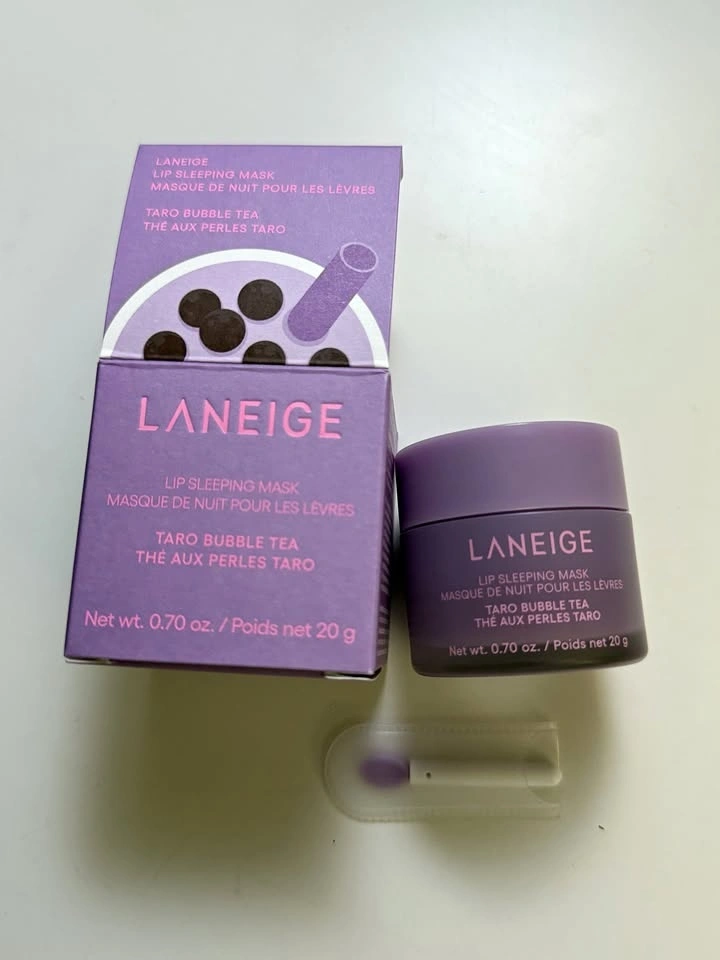 LANEIGE
LIP SLEEPING MASK
MASQUE DE NUIT POUR LES LÈVRES
TARO BUBBLE TEA
THÉ AUX PERLES TARO
LANEIGE
LIP SLEEPING MASK
MASQUE DE NUIT POUR LES LÈVRES
TARO BUBBLE TEA
THÉ AUX PERLES TARO
Net wt. 0.70 oz. / Poids net 20 g
LANEIGE
LIP SLEEPING MASK
MASQUE DE NUIT POUR LES LÈVRES
TARO BUBBLE TEA
THÉ AUX PERLES TARO
Net wt. 0.70 oz. / Poids net 20 g